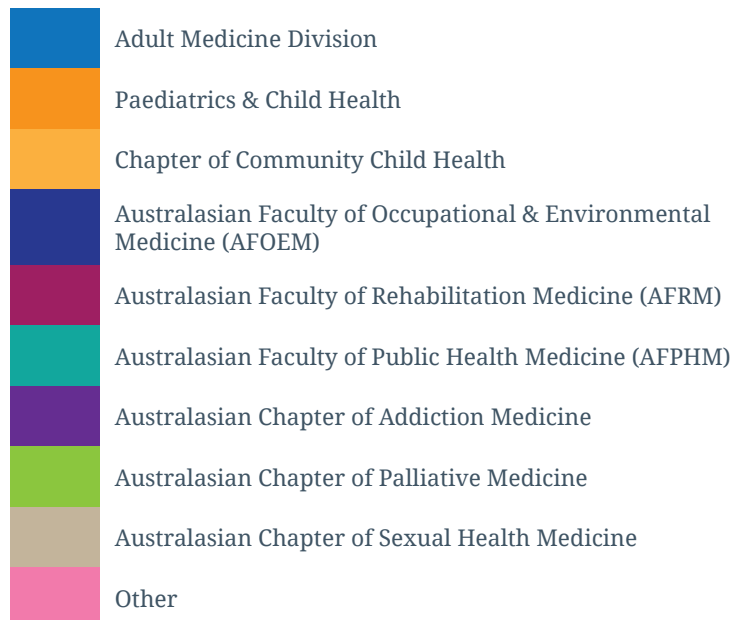 Adult Medicine Division
Paediatrics & Child Health
Chapter of Community Child Health
Australasian Faculty of Occupational & Environmental
Medicine (AFOEM)
Australasian Faculty of Rehabilitation Medicine (AFRM)
Australasian Faculty of Public Health Medicine (AFPHM)
Australasian Chapter of Addiction Medicine
Australasian Chapter of Palliative Medicine
Australasian Chapter of Sexual Health Medicine
Other